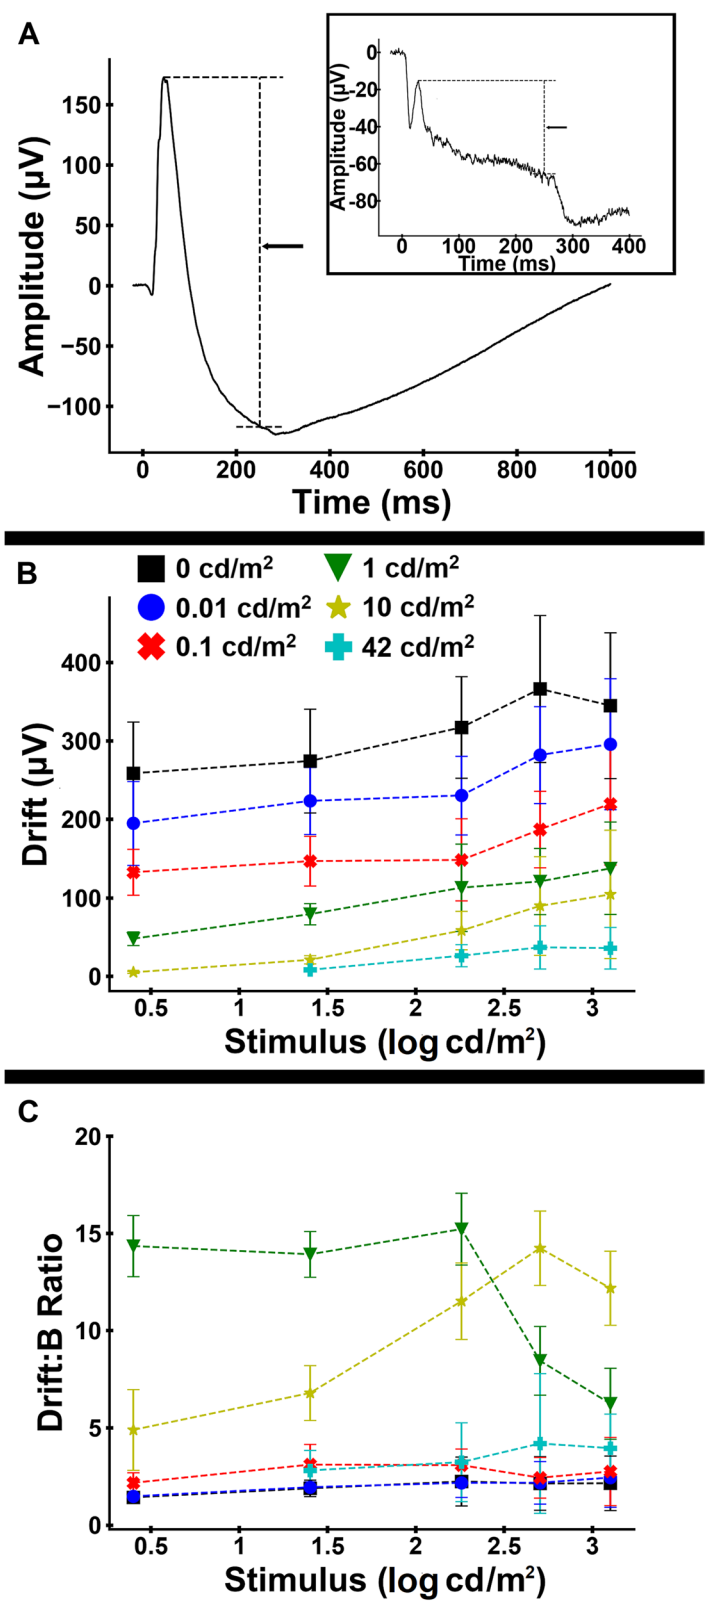 A
Amplitude (µV)
150
100
50
0
−50
−100
0 200 400 600 800 1000
Time (ms)
Amplitude (µV)
0
-20
-40
-60
-80
0 100 200 300 400
Time (ms)
B
0 cd/m² 1 cd/m²
0.01 cd/m² 10 cd/m²
0.1 cd/m² 42 cd/m²
Drift (µV)
400
300
200
100
0
0.5 1 1.5 2 2.5 3
Stimulus (log cd/m²)
C
Drift:B Ratio
20
15
10
5
0
0.5 1 1.5 2 2.5 3
Stimulus (log cd/m²)